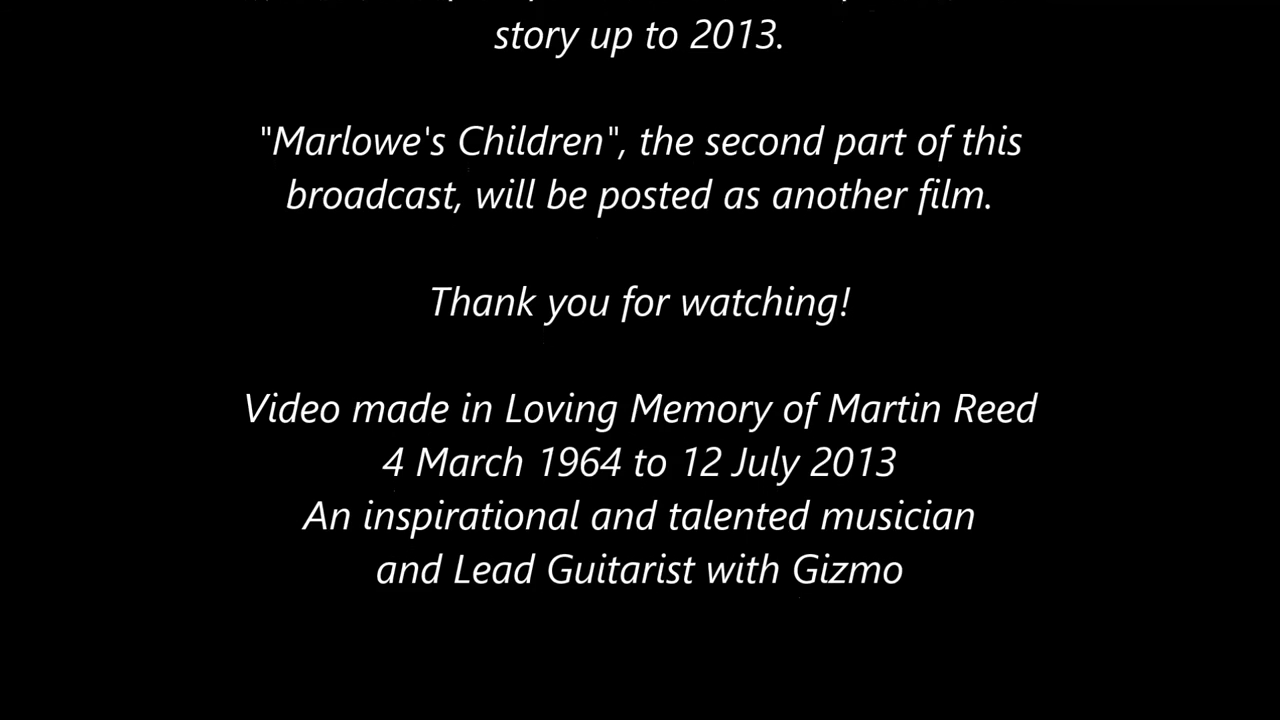 story up to 2013.
"Marlowe's Children", the second part of this
broadcast, will be posted as another film.
Thank you for watching!
Video made in Loving Memory of Martin Reed
4 March 1964 to 12 July 2013
An inspirational and talented musician
and Lead Guitarist with Gizmo